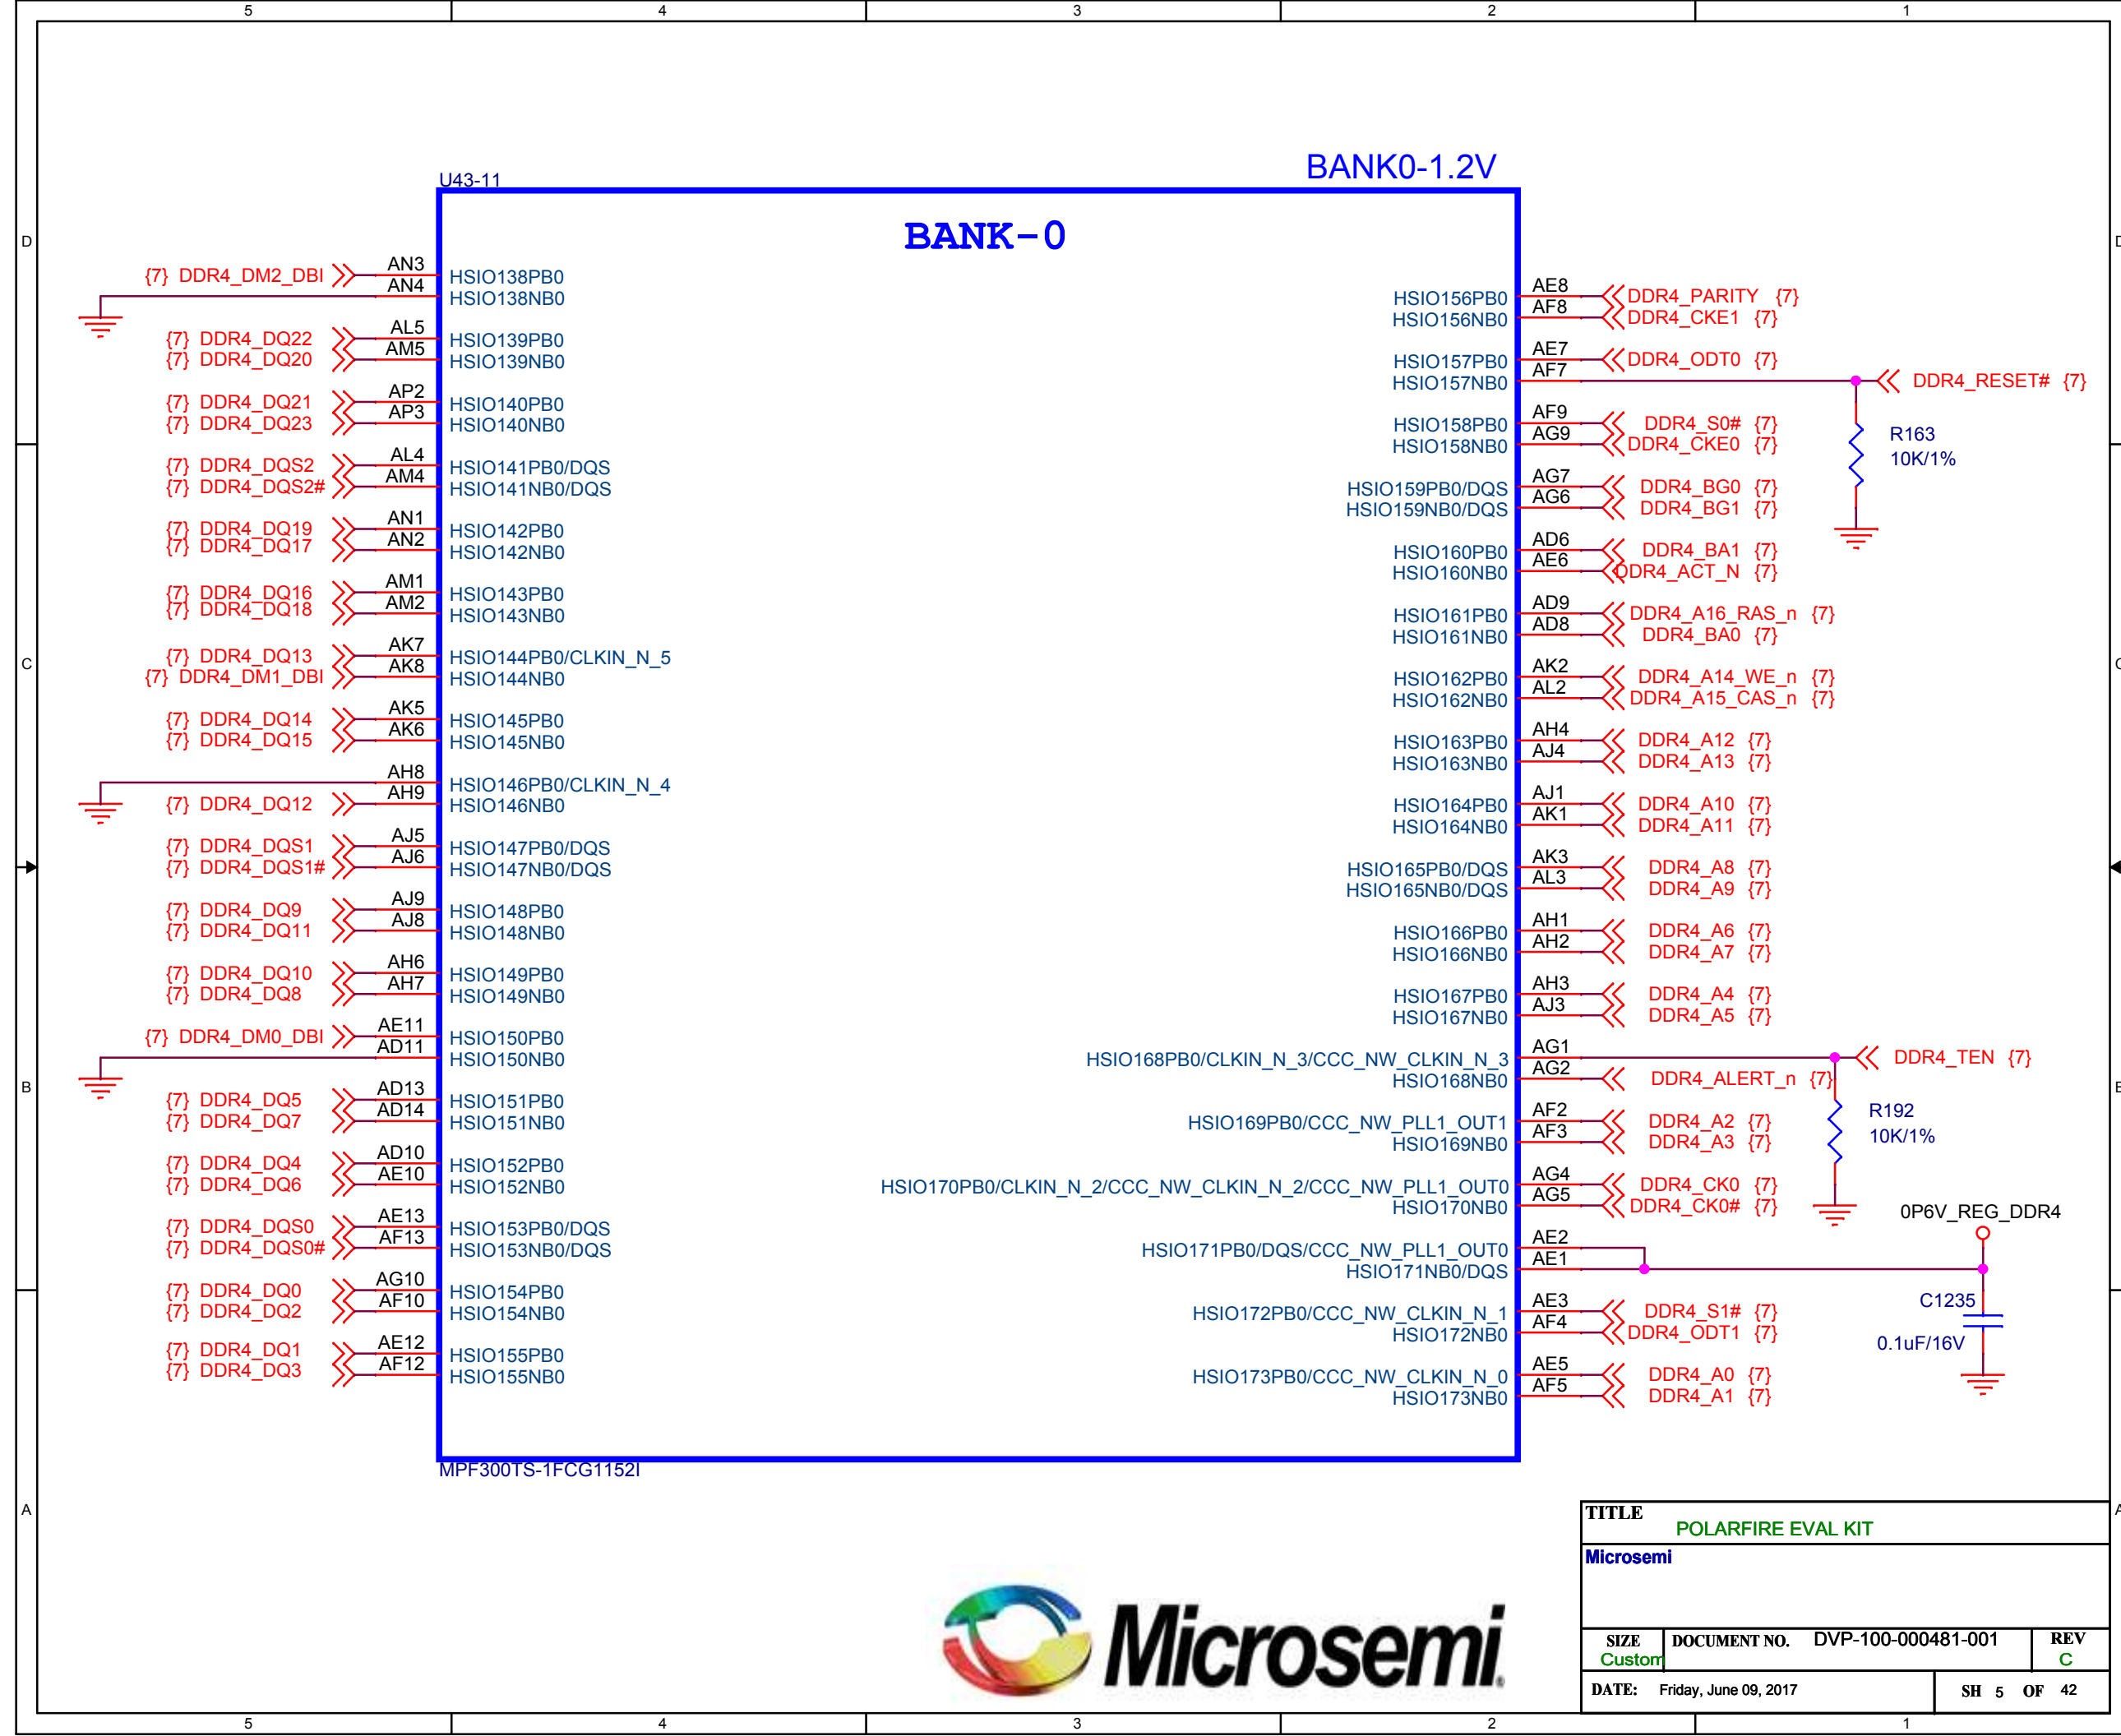 5 4 3 2 1
U43-11
BANK0-1.2V
BANK-0
D
D
C
C
B
B
A
A
{7} DDR4_DM2_DBI AN3 HSIO138PB0
AN4 HSIO138NB0
{7} DDR4_DQ22 AL5 HSIO139PB0
{7} DDR4_DQ20 AM5 HSIO139NB0
{7} DDR4_DQ21 AP2 HSIO140PB0
{7} DDR4_DQ23 AP3 HSIO140NB0
{7} DDR4_DQS2 AL4 HSIO141PB0/DQS
{7} DDR4_DQS2# AM4 HSIO141NB0/DQS
{7} DDR4_DQ19 AN1 HSIO142PB0
{7} DDR4_DQ17 AN2 HSIO142NB0
{7} DDR4_DQ16 AM1 HSIO143PB0
{7} DDR4_DQ18 AM2 HSIO143NB0
{7} DDR4_DQ13 AK7 HSIO144PB0/CLKIN_N_5
{7} DDR4_DM1_DBI AK8 HSIO144NB0
{7} DDR4_DQ14 AK5 HSIO145PB0
{7} DDR4_DQ15 AK6 HSIO145NB0
AH8 HSIO146PB0/CLKIN_N_4
{7} DDR4_DQ12 AH9 HSIO146NB0
{7} DDR4_DQS1 AJ5 HSIO147PB0/DQS
{7} DDR4_DQS1# AJ6 HSIO147NB0/DQS
{7} DDR4_DQ9 AJ9 HSIO148PB0
{7} DDR4_DQ11 AJ8 HSIO148NB0
{7} DDR4_DQ10 AH6 HSIO149PB0
{7} DDR4_DQ8 AH7 HSIO149NB0
{7} DDR4_DM0_DBI AE11 HSIO150PB0
AD11 HSIO150NB0
{7} DDR4_DQ5 AD13 HSIO151PB0
{7} DDR4_DQ7 AD14 HSIO151NB0
{7} DDR4_DQ4 AD10 HSIO152PB0
{7} DDR4_DQ6 AE10 HSIO152NB0
{7} DDR4_DQS0 AE13 HSIO153PB0/DQS
{7} DDR4_DQS0# AF13 HSIO153NB0/DQS
{7} DDR4_DQ0 AG10 HSIO154PB0
{7} DDR4_DQ2 AF10 HSIO154NB0
{7} DDR4_DQ1 AE12 HSIO155PB0
{7} DDR4_DQ3 AF12 HSIO155NB0
HSIO156PB0 AE8 DDR4_PARITY {7}
HSIO156NB0 AF8 DDR4_CKE1 {7}
HSIO157PB0 AE7 DDR4_ODT0 {7}
HSIO157NB0 AF7 DDR4_RESET# {7}
HSIO158PB0 AF9 DDR4_S0# {7}
HSIO158NB0 AG9 DDR4_CKE0 {7}
R163
10K/1%
HSIO159PB0/DQS AG7 DDR4_BG0 {7}
HSIO159NB0/DQS AG6 DDR4_BG1 {7}
HSIO160PB0 AD6 DDR4_BA1 {7}
HSIO160NB0 AE6 DDR4_ACT_N {7}
HSIO161PB0 AD9 DDR4_A16_RAS_n {7}
HSIO161NB0 AD8 DDR4_BA0 {7}
HSIO162PB0 AK2 DDR4_A14_WE_n {7}
HSIO162NB0 AL2 DDR4_A15_CAS_n {7}
HSIO163PB0 AH4 DDR4_A12 {7}
HSIO163NB0 AJ4 DDR4_A13 {7}
HSIO164PB0 AJ1 DDR4_A10 {7}
HSIO164NB0 AK1 DDR4_A11 {7}
HSIO165PB0/DQS AK3 DDR4_A8 {7}
HSIO165NB0/DQS AL3 DDR4_A9 {7}
HSIO166PB0 AH1 DDR4_A6 {7}
HSIO166NB0 AH2 DDR4_A7 {7}
HSIO167PB0 AH3 DDR4_A4 {7}
HSIO167NB0 AJ3 DDR4_A5 {7}
HSIO168PB0/CLKIN_N_3/CCC_NW_CLKIN_N_3 AG1 DDR4_TEN {7}
HSIO168NB0 AG2 DDR4_ALERT_n {7}
R192
10K/1%
HSIO169PB0/CCC_NW_PLL1_OUT1 AF2 DDR4_A2 {7}
HSIO169NB0 AF3 DDR4_A3 {7}
HSIO170PB0/CLKIN_N_2/CCC_NW_CLKIN_N_2/CCC_NW_PLL1_OUT0 AG4 DDR4_CK0 {7}
HSIO170NB0 AG5 DDR4_CK0# {7}
0P6V_REG_DDR4
HSIO171PB0/DQS/CCC_NW_PLL1_OUT0 AE2
HSIO171NB0/DQS AE1
C1235
0.1uF/16V
HSIO172PB0/CCC_NW_CLKIN_N_1 AE3 DDR4_S1# {7}
HSIO172NB0 AF4 DDR4_ODT1 {7}
HSIO173PB0/CCC_NW_CLKIN_N_0 AE5 DDR4_A0 {7}
HSIO173NB0 AF5 DDR4_A1 {7}
MPF300TS-1FCG1152I
Microsemi
TITLE
POLARFIRE EVAL KIT
Microsemi
SIZE DOCUMENT NO. DVP-100-000481-001 REV
Custom C
DATE: Friday, June 09, 2017 SH 5 OF 42
5 4 3 2 1